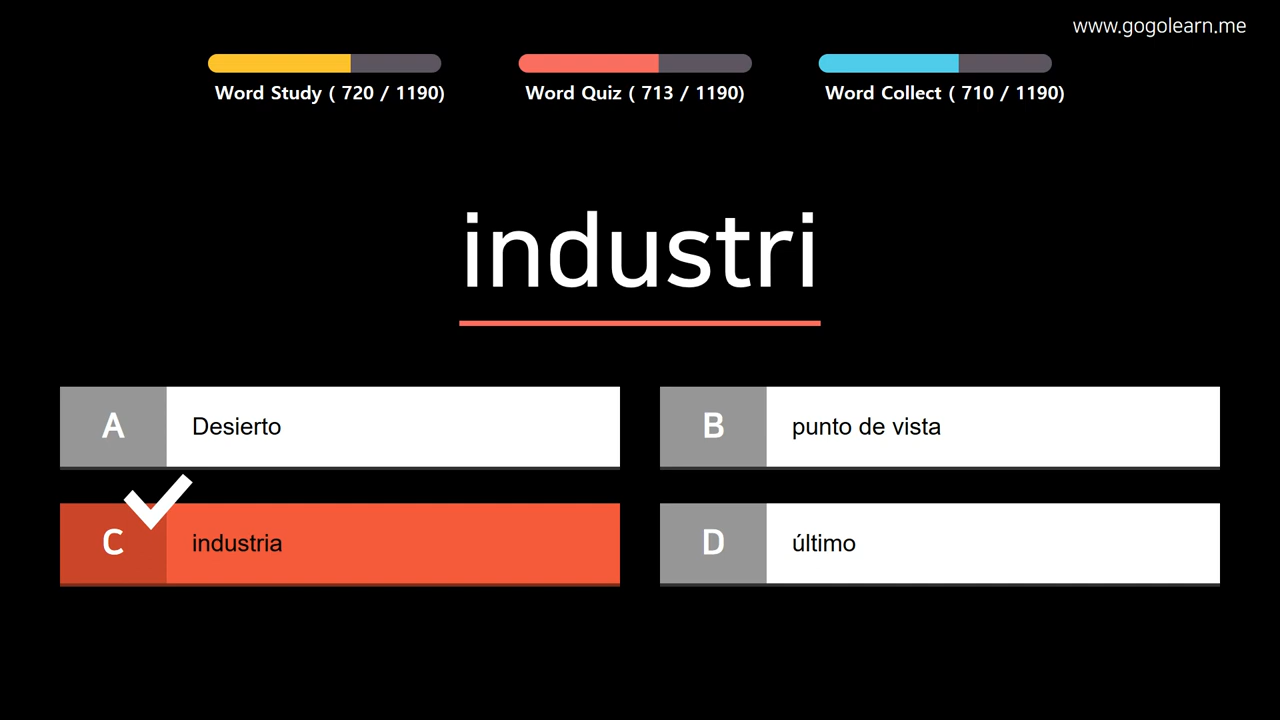 www.gogolearn.me
Word Study ( 720 / 1190)
Word Quiz ( 713 / 1190)
Word Collect ( 710 / 1190)
industri
A Desierto
B punto de vista
C industria
D último